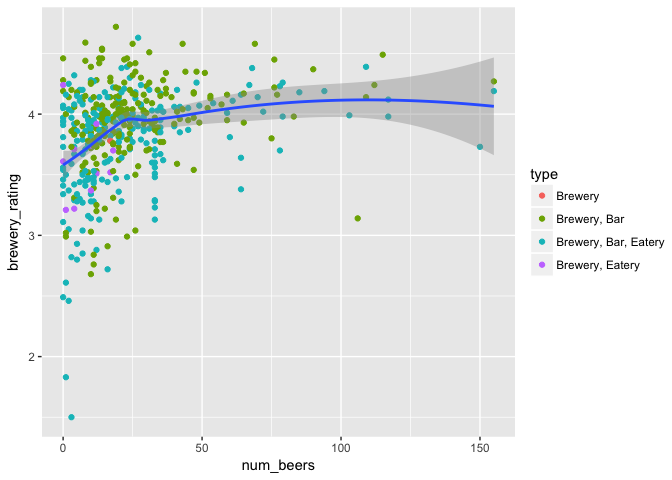 4
3
2
0
50
100
150
num_beers
brewery_rating
type
Brewery
Brewery, Bar
Brewery, Bar, Eatery
Brewery, Eatery